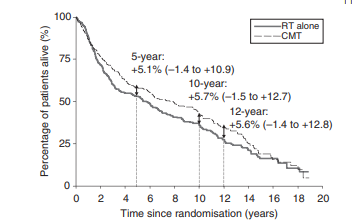 100
75
50
25
0
Percentage of patients alive (%)
RT alone
CMT
5-year:
+5.1% (−1.4 to +10.9)
10-year:
+5.7% (−1.5 to +12.7)
12-year:
+5.6% (−1.4 to +12.8)
0 2 4 6 8 10 12 14 16 18 20
Time since randomisation (years)